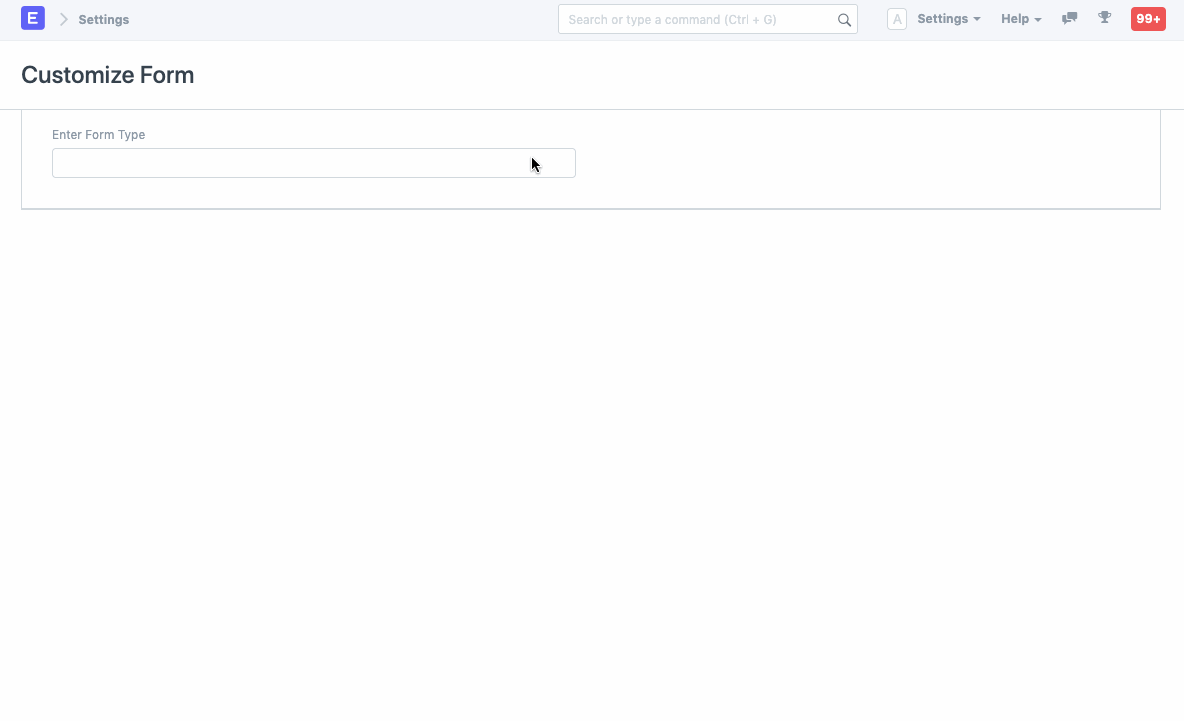 E Settings Search or type a command (Ctrl + G) A Settings Help 99+
Customize Form
Enter Form Type